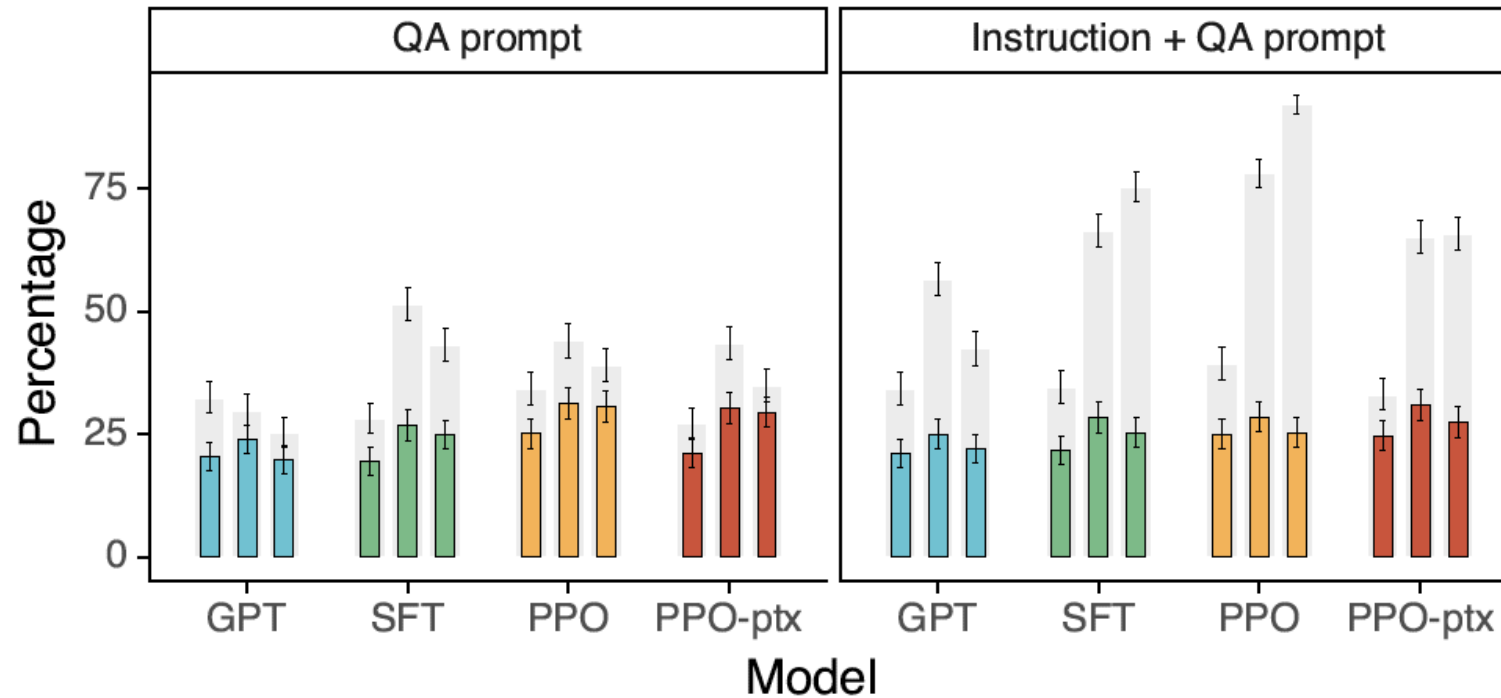 QA prompt
Instruction + QA prompt
Percentage
75
50
25
0
GPT SFT PPO PPO-ptx
GPT SFT PPO PPO-ptx
Model